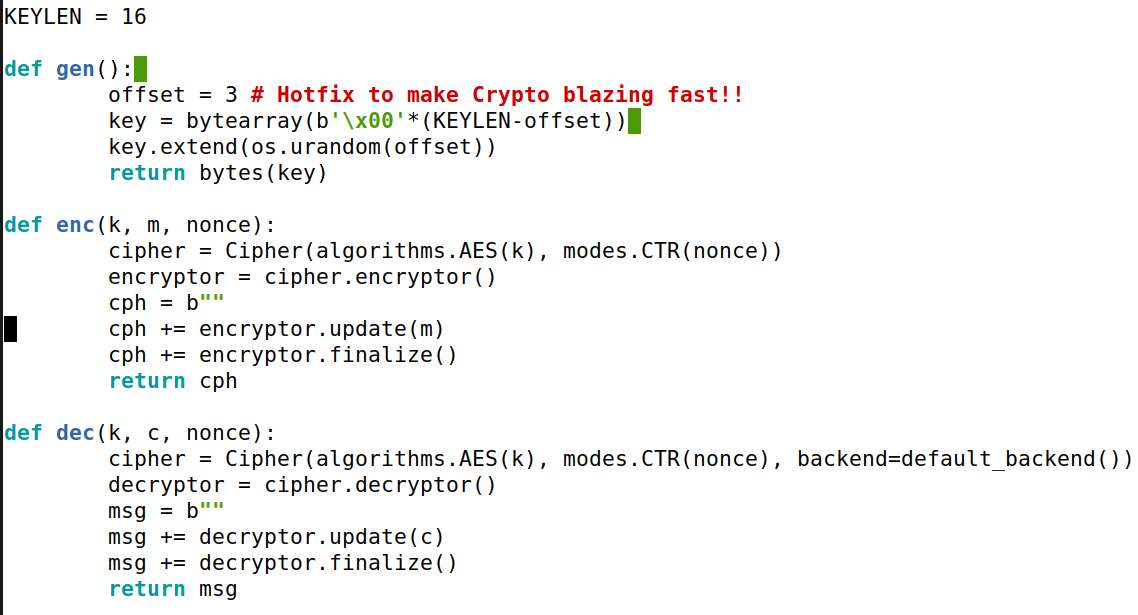 KEYLEN = 16
def gen():
offset = 3 # Hotfix to make Crypto blazing fast!!
key = bytearray(b'\x00'*(KEYLEN-offset))
key.extend(os.urandom(offset))
return bytes(key)
def enc(k, m, nonce):
cipher = Cipher(algorithms.AES(k), modes.CTR(nonce))
encryptor = cipher.encryptor()
cph = b""
cph += encryptor.update(m)
cph += encryptor.finalize()
return cph
def dec(k, c, nonce):
cipher = Cipher(algorithms.AES(k), modes.CTR(nonce), backend=default_backend())
decryptor = cipher.decryptor()
msg = b""
msg += decryptor.update(c)
msg += decryptor.finalize()
return msg